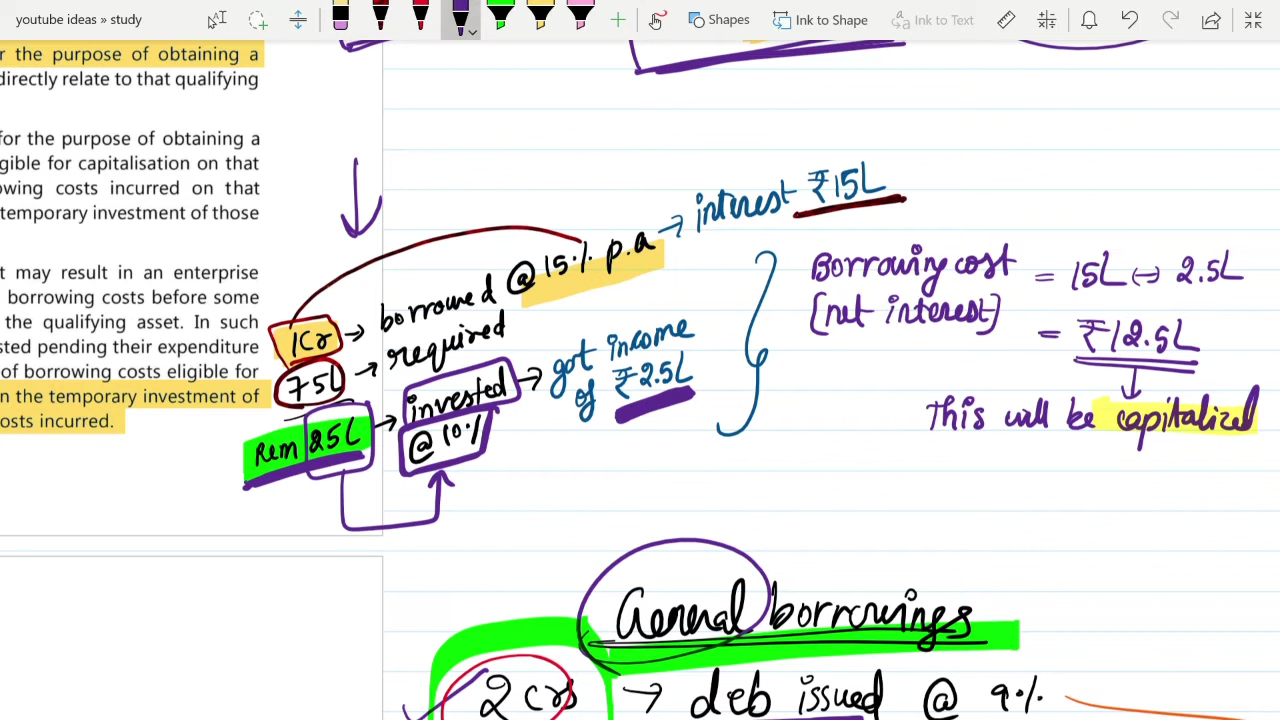 youtube ideas » study
Shapes
Ink to Shape
Ink to Text
r the purpose of obtaining a
directly relate to that qualifying
for the purpose of obtaining a
gible for capitalisation on that
owing costs incurred on that
temporary investment of those
t may result in an enterprise
borrowing costs before some
the qualifying asset. In such
sted pending their expenditure
of borrowing costs eligible for
n the temporary investment of
costs incurred.
1Cr → borrowed @ 15% p.a → interest ₹15L
75L → required
Rem 25L → invested @ 10% → got income of ₹2.5L
Borrowing cost = 15L (-) 2.5L
[net interest] = ₹12.5L
This will be capitalized
General borrowings
2 crs → deb issued @ 9%